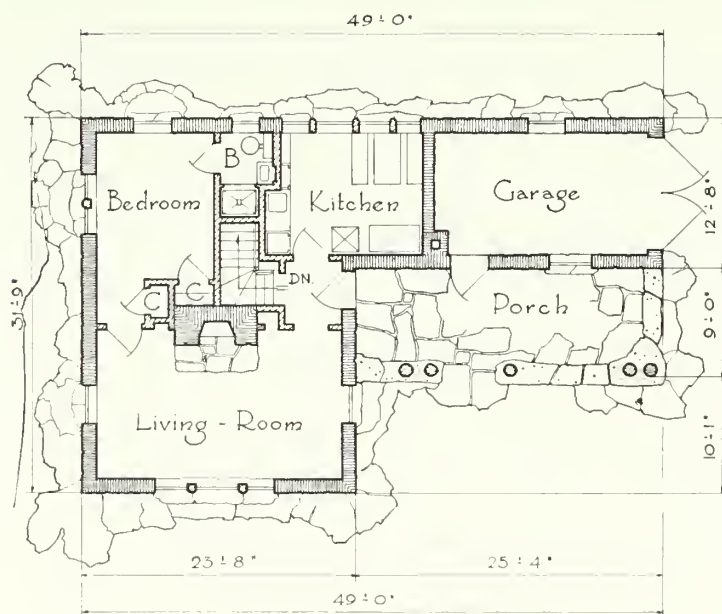 49'-0"
B
Bedroom
Kitchen
Garage
12'-8"
31'-9"
DN.
C
C
Porch
9'-0"
Living-Room
10'-1"
23'-8"
25'-4"
49'-0"